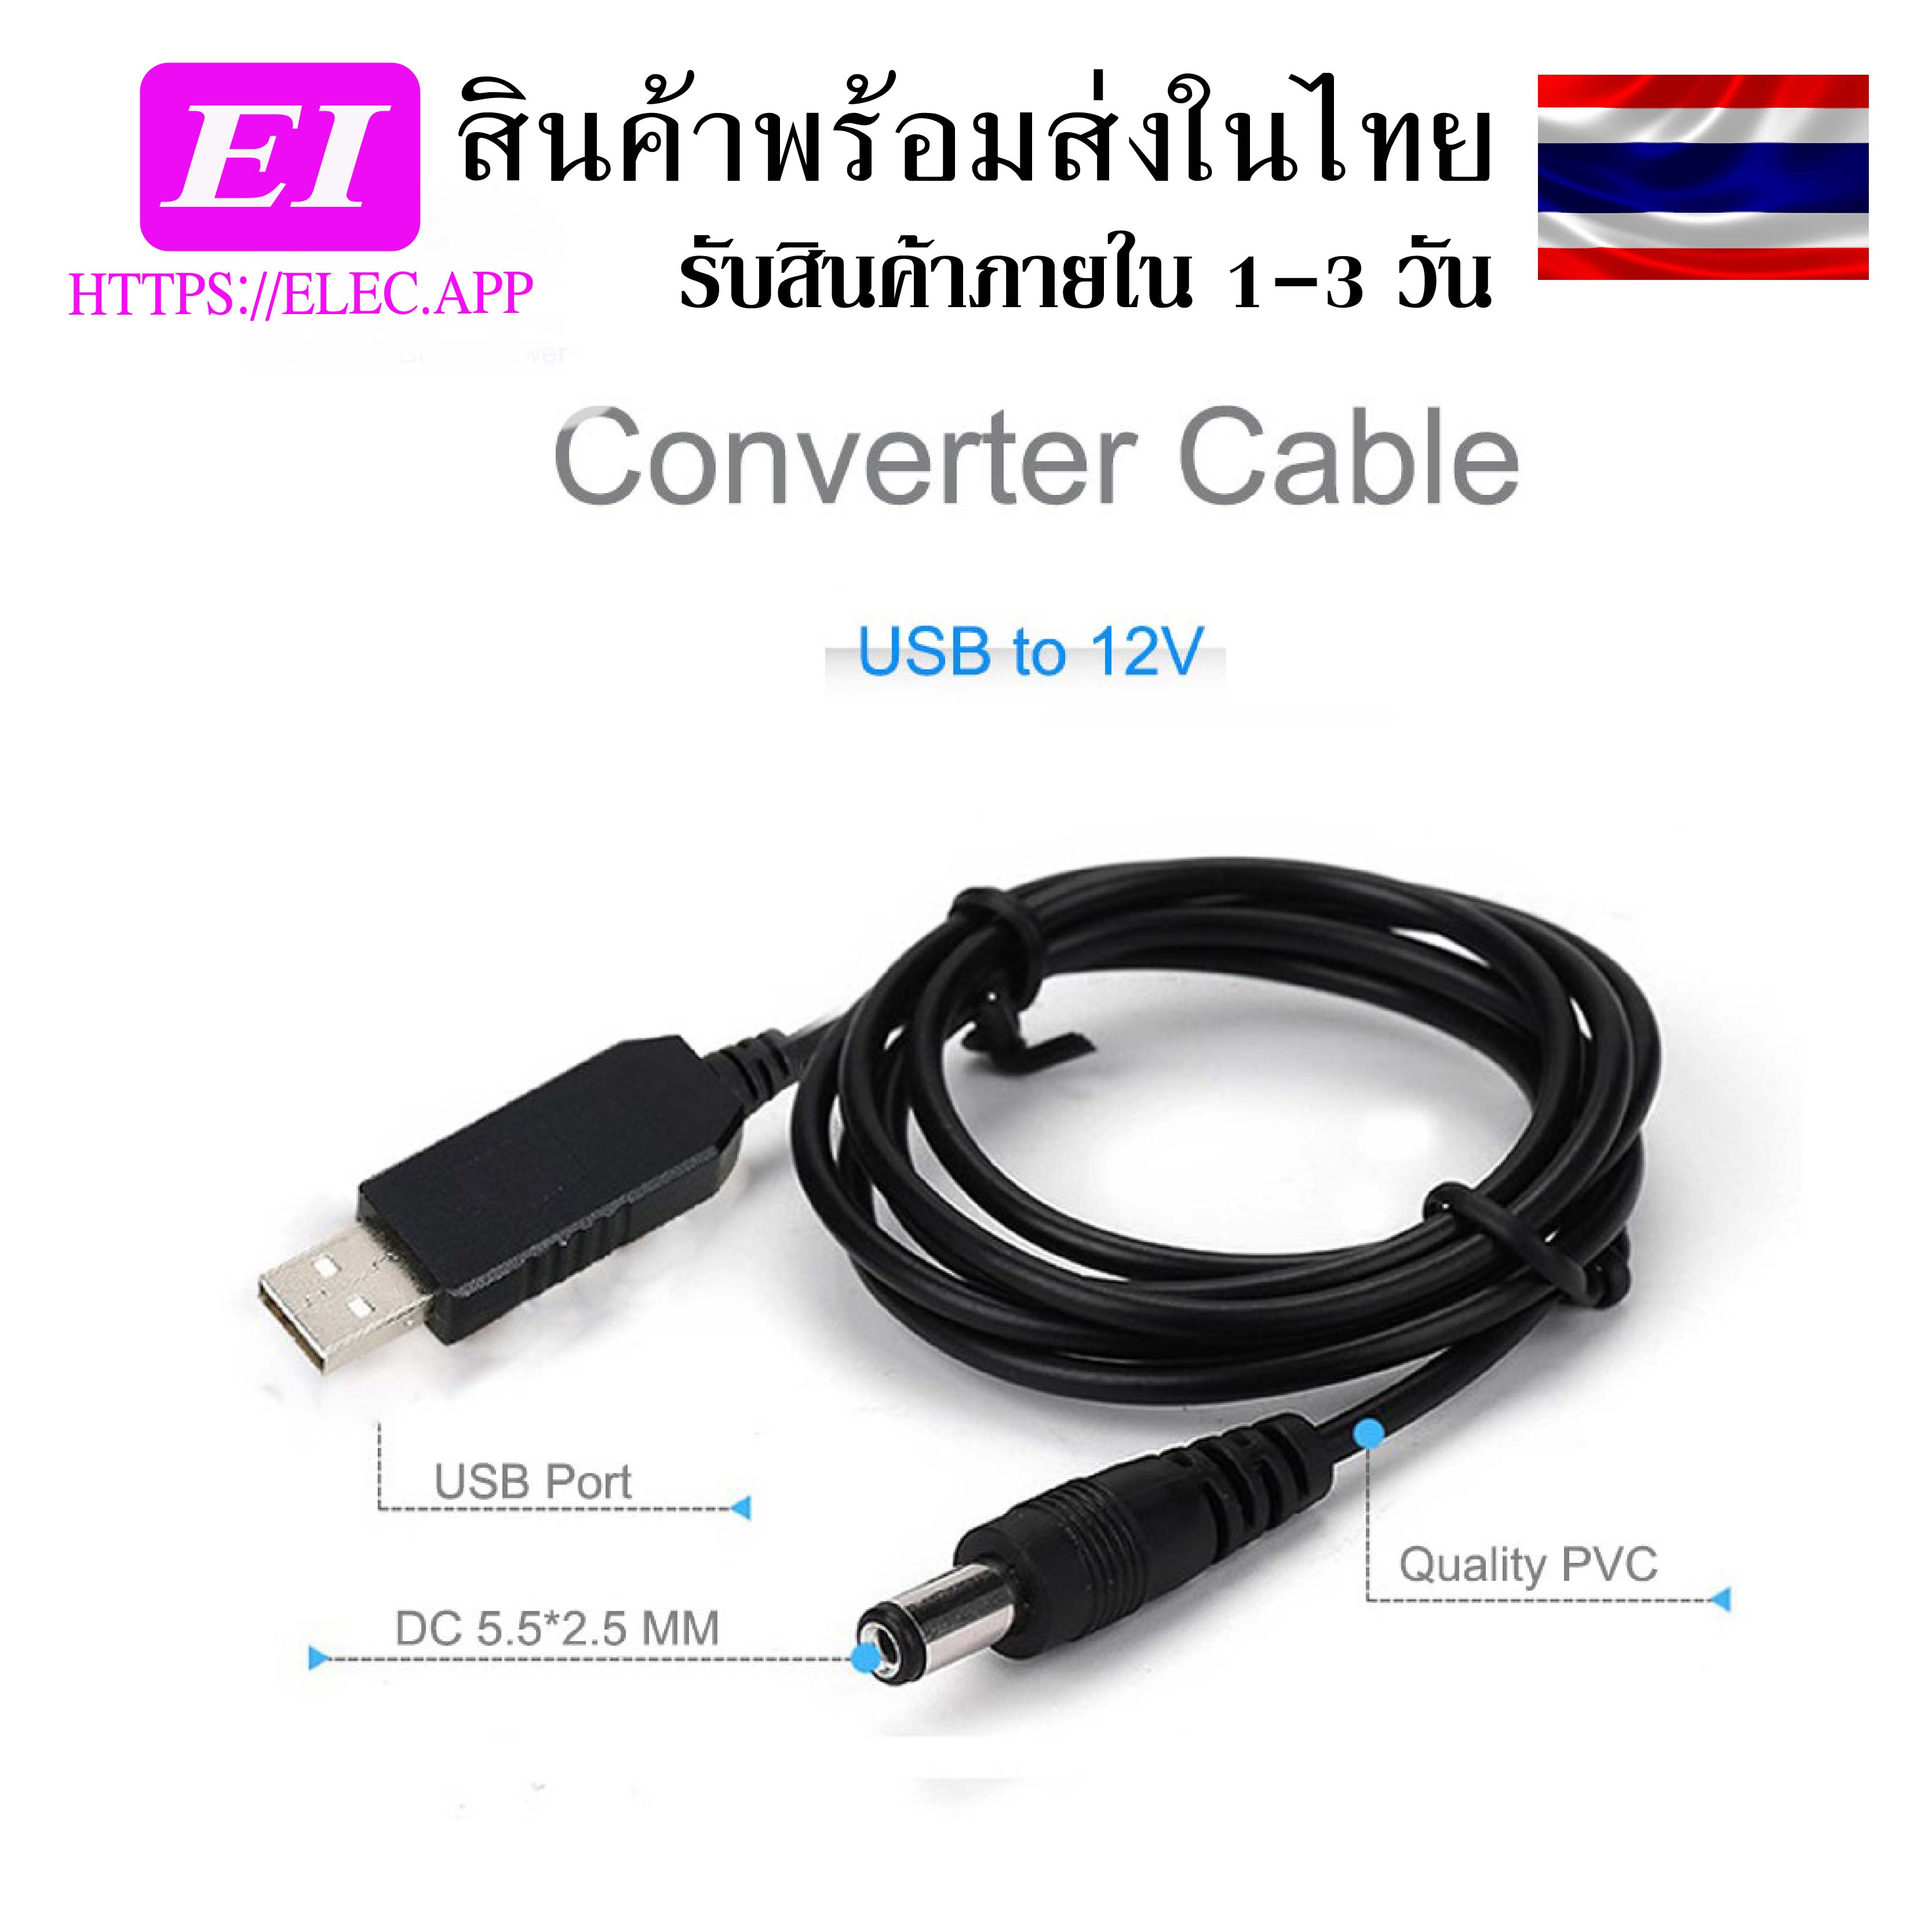 EI
สินค้าพร้อมส่งในไทย
HTTPS://ELEC.APP
รับสินค้าภายใน 1-3 วัน
Converter Cable
USB to 12V
USB Port
Quality PVC
DC 5.5*2.5 MM